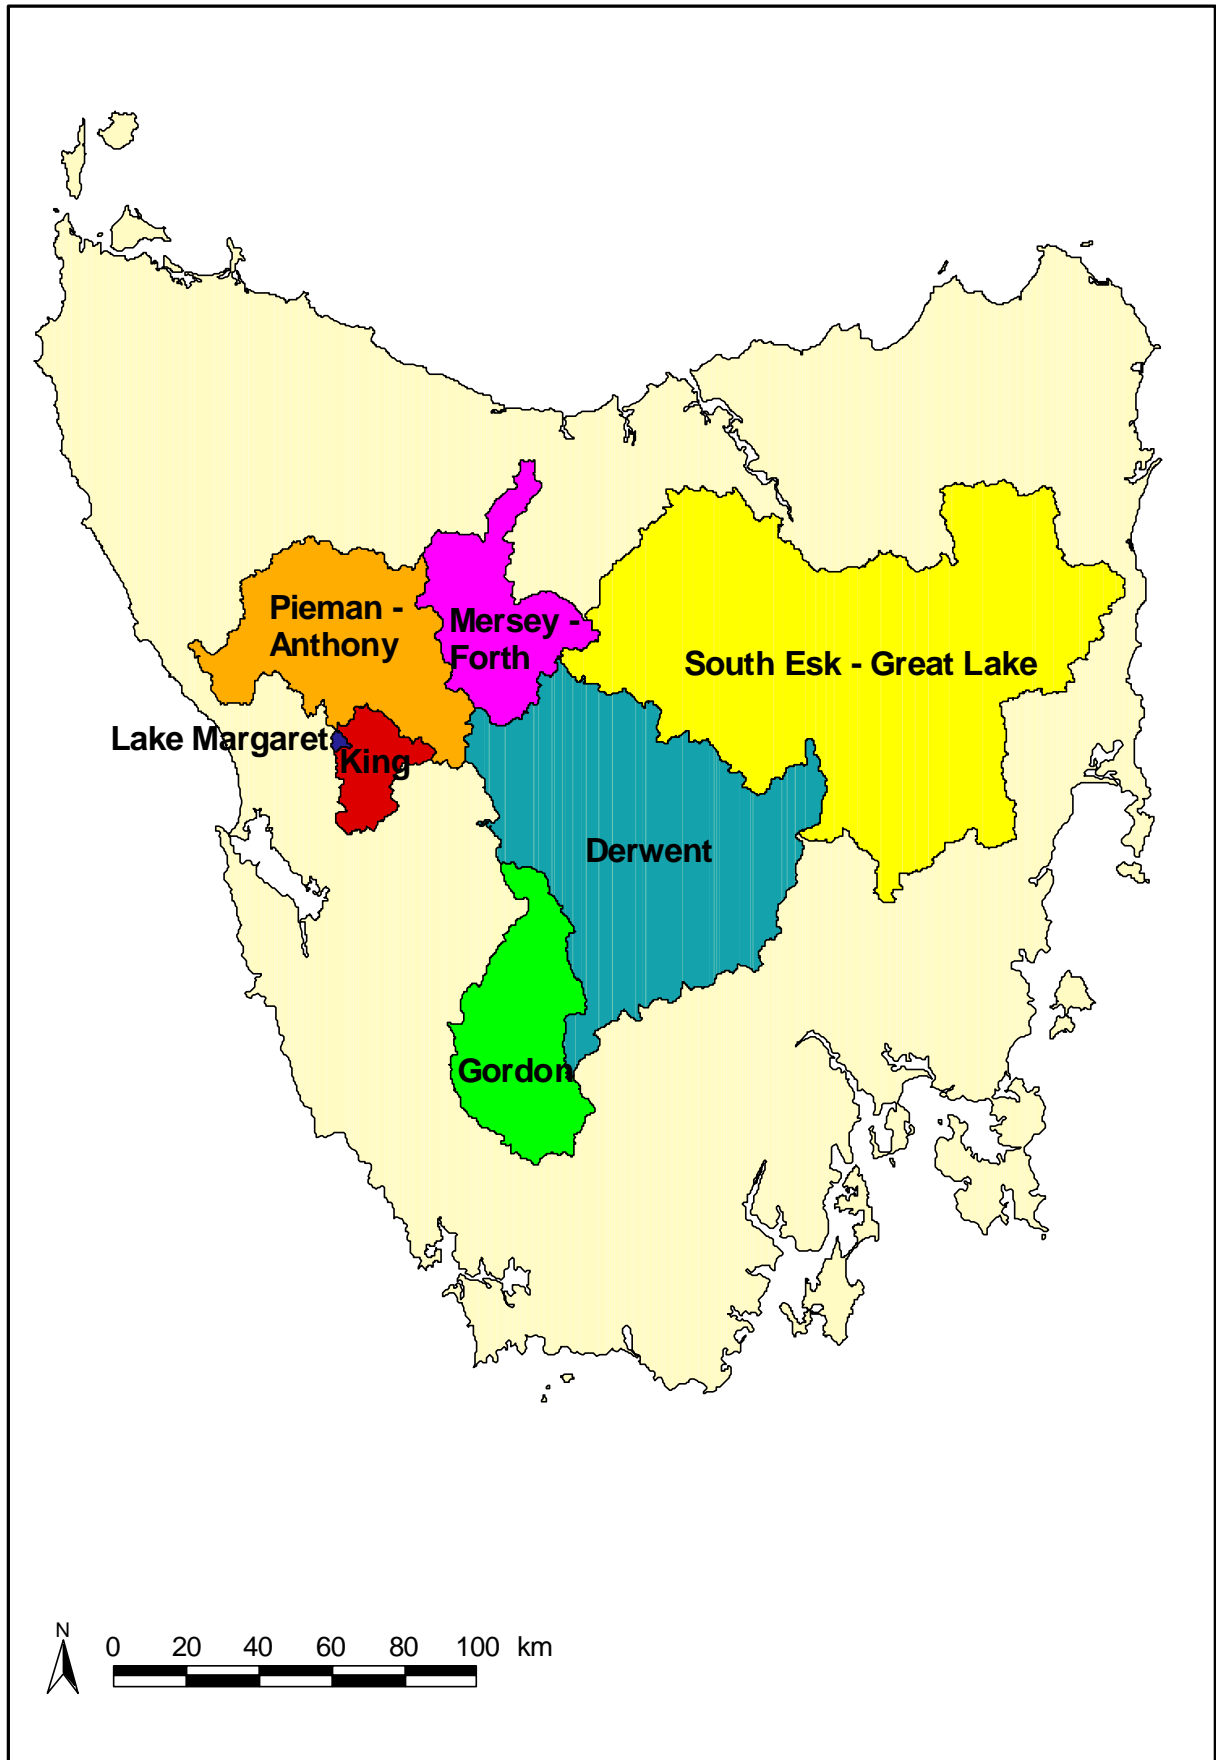 Pieman -
Anthony
Mersey -
Forth
South Esk - Great Lake
Lake Margaret
King
Derwent
Gordon
N
0 20 40 60 80 100 km